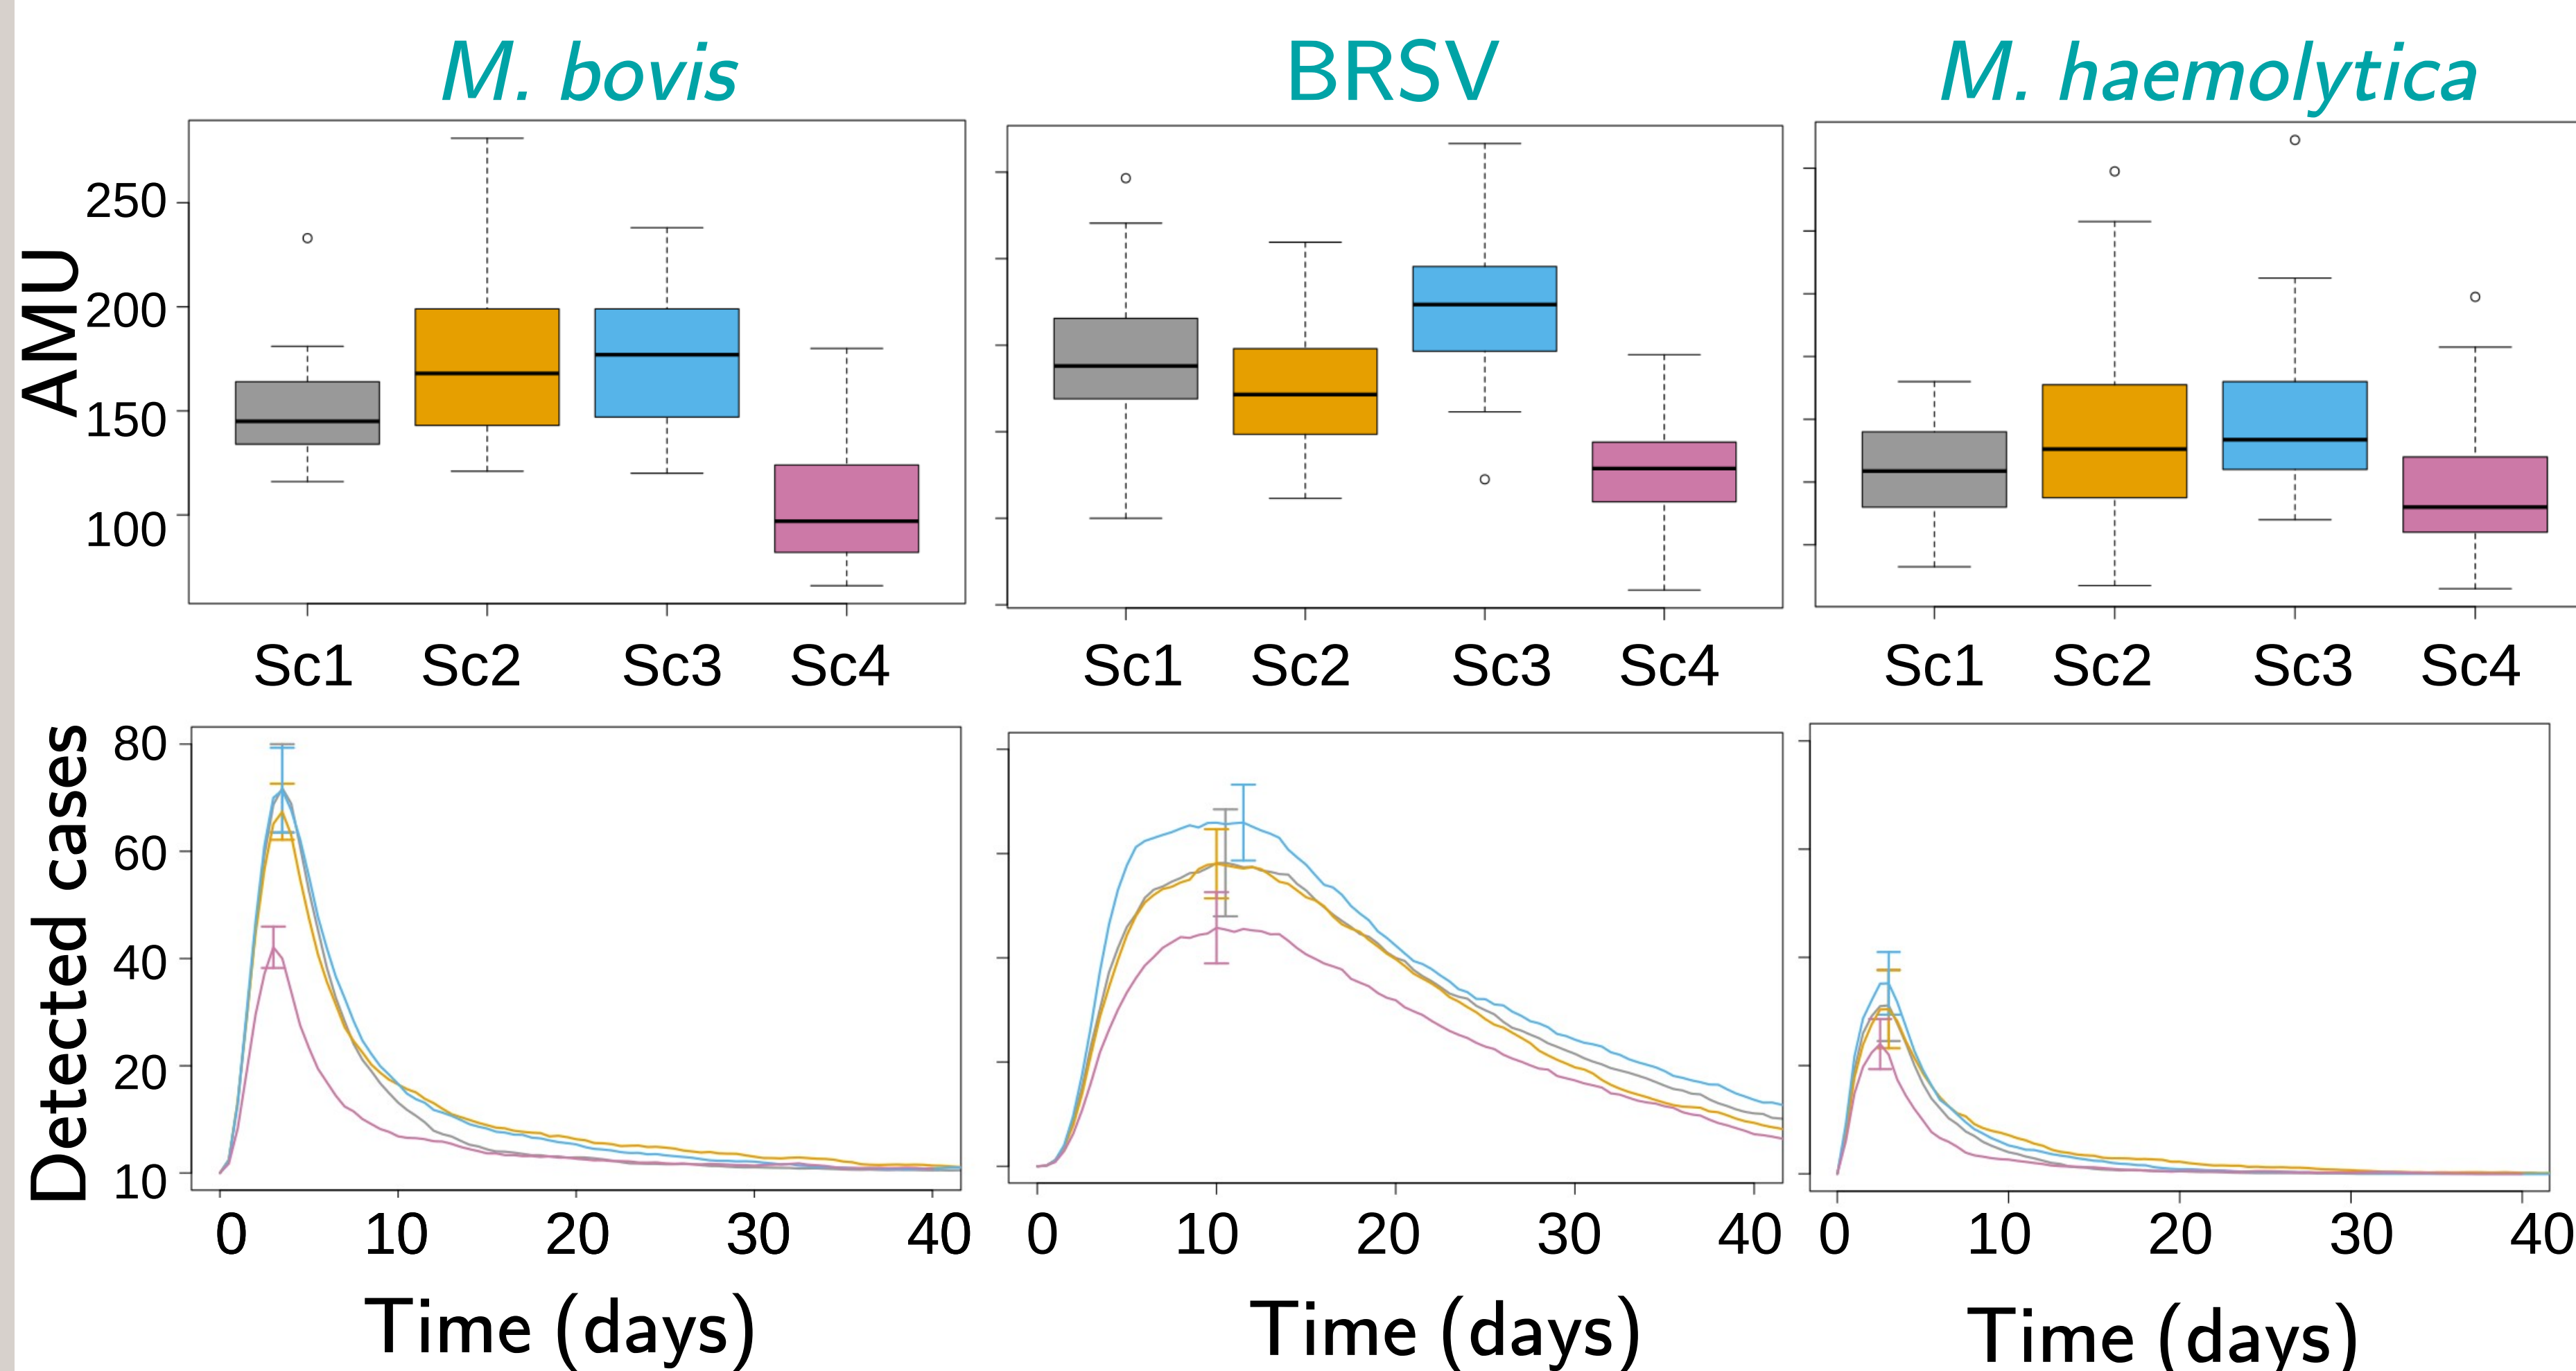 M. bovis BRSV M. haemolytica
AMU
250
200
150
100
Sc1 Sc2 Sc3 Sc4 Sc1 Sc2 Sc3 Sc4 Sc1 Sc2 Sc3 Sc4
Detected cases
80
60
40
20
10
0 10 20 30 40 0 10 20 30 40 0 10 20 30 40
Time (days) Time (days) Time (days)